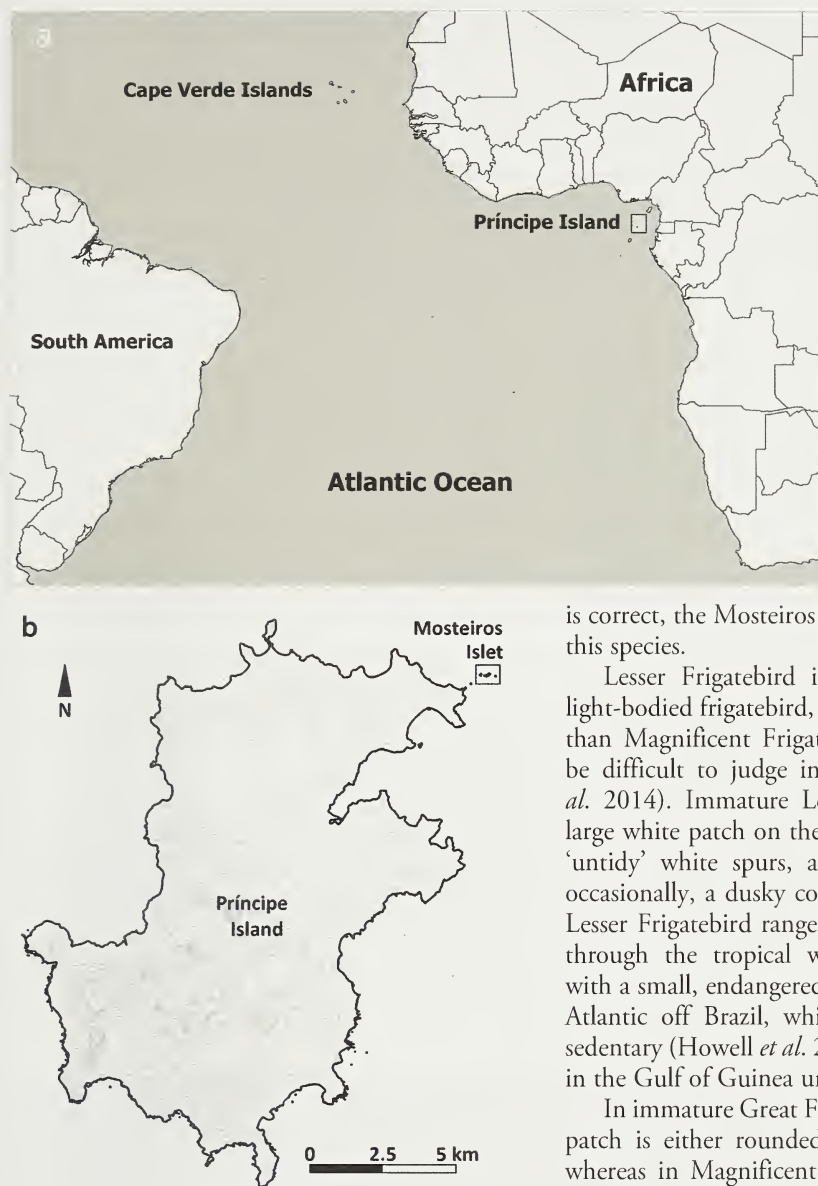 a
Cape Verde Islands
Africa
Príncipe Island
South America
Atlantic Ocean
b
Mosteiros
Islet
N
Príncipe
Island
0 2.5 5 km
is correct, the Mosteiros
this species.
Lesser Frigatebird i
light-bodied frigatebird,
than Magnificent Frigat
be difficult to judge in
al. 2014). Immature Le
large white patch on the
‘untidy’ white spurs, a
occasionally, a dusky co
Lesser Frigatebird range
through the tropical w
with a small, endangered
Atlantic off Brazil, whi
sedentary (Howell et al. 2
in the Gulf of Guinea un
In immature Great F
patch is either rounded
whereas in Magnificent